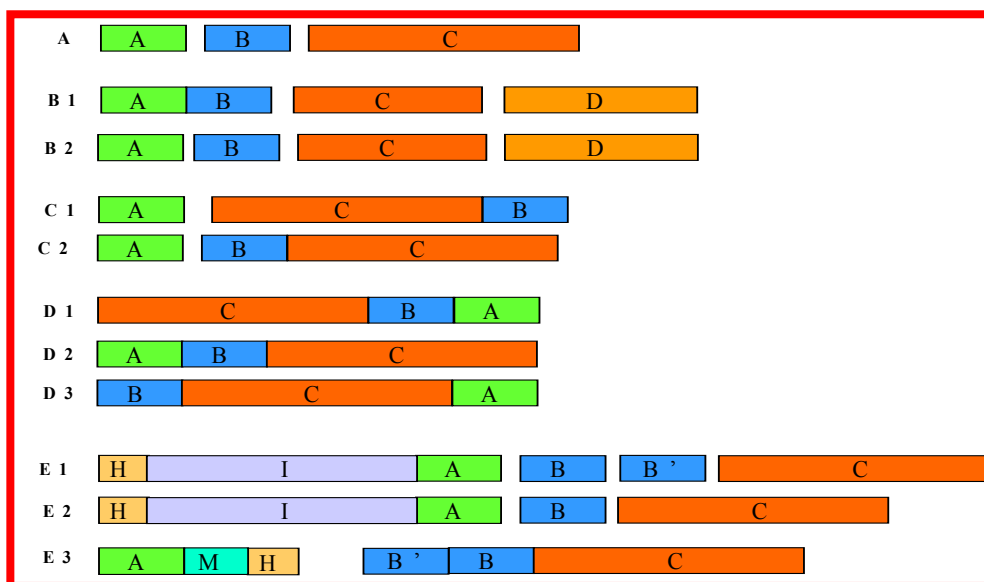 A A B C
B 1 A B C D
B 2 A B C D
C 1 A C B
C 2 A B C
D 1 C B A
D 2 A B C
D 3 B C A
E 1 H I A B B ’ C
E 2 H I A B C
E 3 A M H B ’ B C